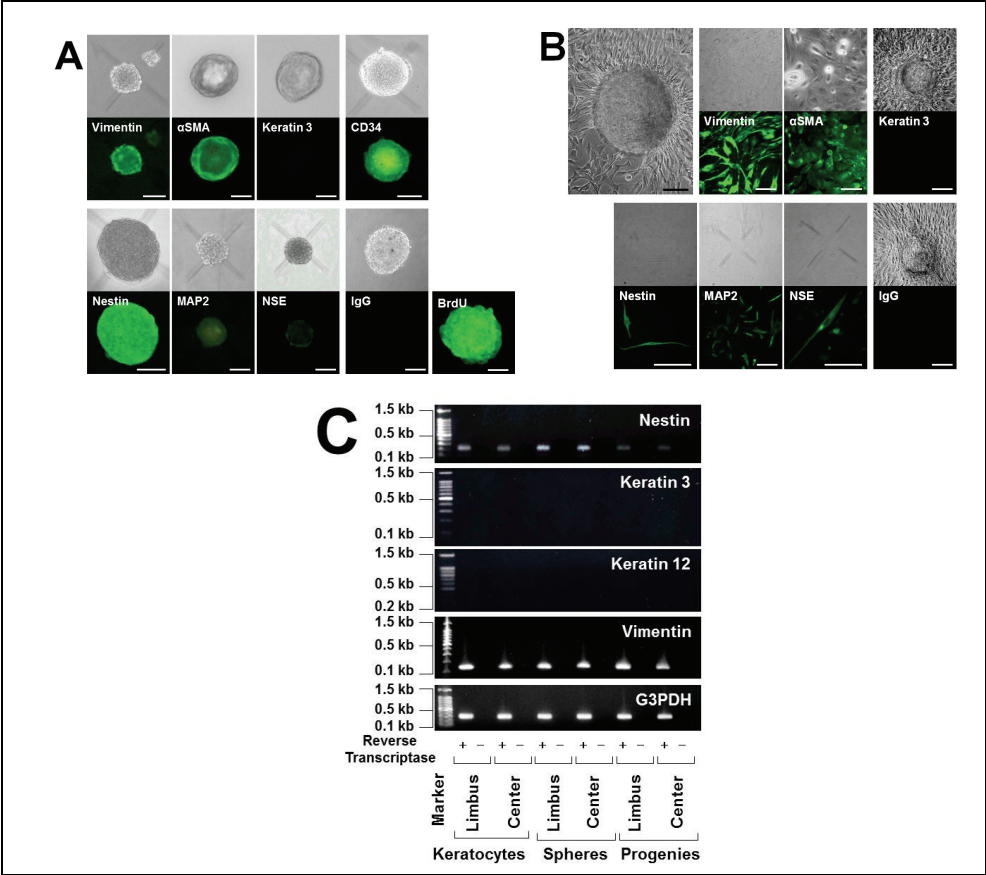 A
Vimentin αSMA Keratin 3 CD34
Nestin MAP2 NSE IgG BrdU
B
Vimentin αSMA Keratin 3
Nestin MAP2 NSE IgG
C
1.5 kb
0.5 kb
0.1 kb
Nestin
1.5 kb
0.5 kb
0.1 kb
Keratin 3
1.5 kb
0.5 kb
0.2 kb
Keratin 12
1.5 kb
0.5 kb
0.1 kb
Vimentin
1.5 kb
0.5 kb
0.1 kb
G3PDH
Reverse
Transcriptase
+ − + − + − + − + − + −
Marker
Limbus Center Limbus Center Limbus Center
Keratocytes Spheres Progenies